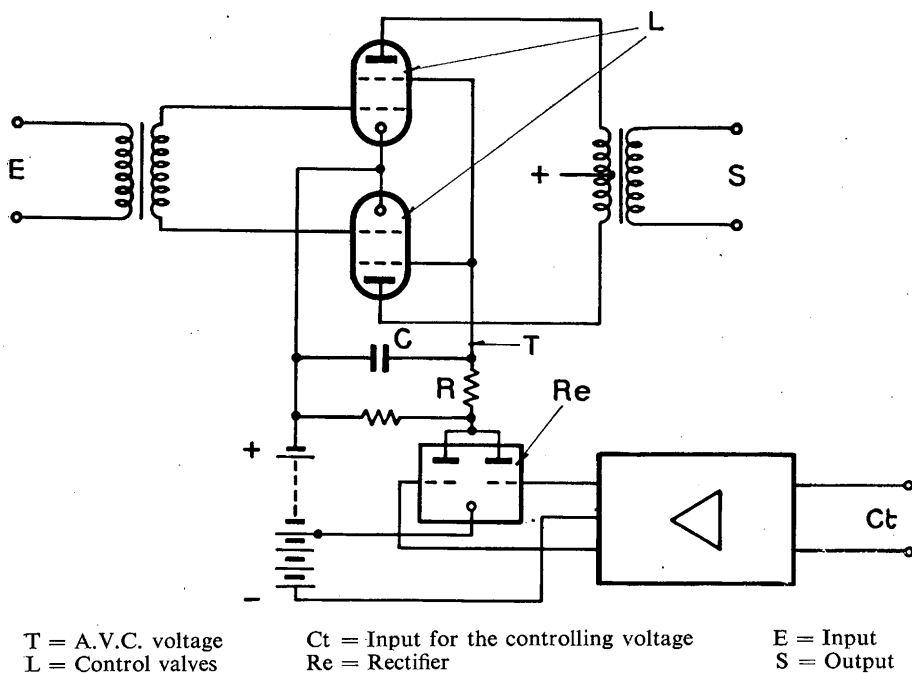 L
E
+
S
C
T
R
Re
+
Ct
-
T = A.V.C. voltage Ct = Input for the controlling voltage E = Input
L = Control valves Re = Rectifier S = Output